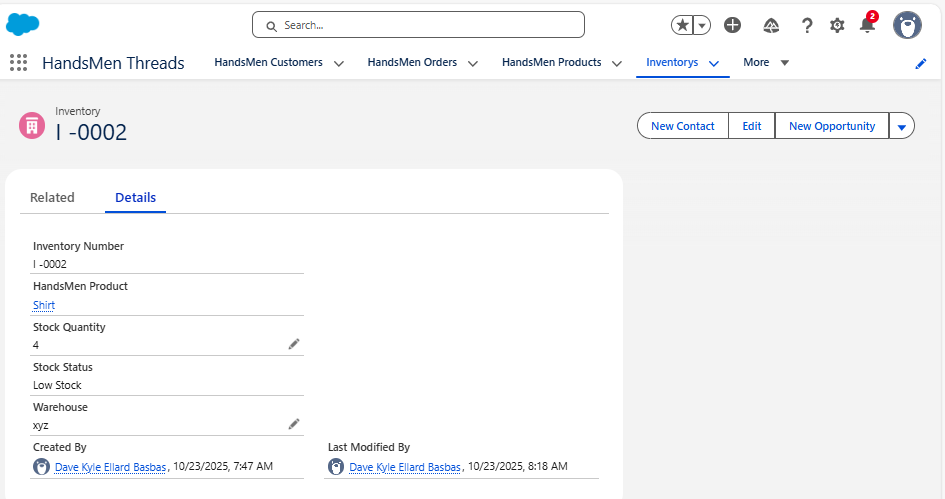 Search...
2
HandsMen Threads
HandsMen Customers
HandsMen Orders
HandsMen Products
Inventorys
More
Inventory
I -0002
New Contact
Edit
New Opportunity
Related
Details
Inventory Number
I -0002
HandsMen Product
Shirt
Stock Quantity
4
Stock Status
Low Stock
Warehouse
xyz
Created By
Dave Kyle Ellard Basbas, 10/23/2025, 7:47 AM
Last Modified By
Dave Kyle Ellard Basbas, 10/23/2025, 8:18 AM